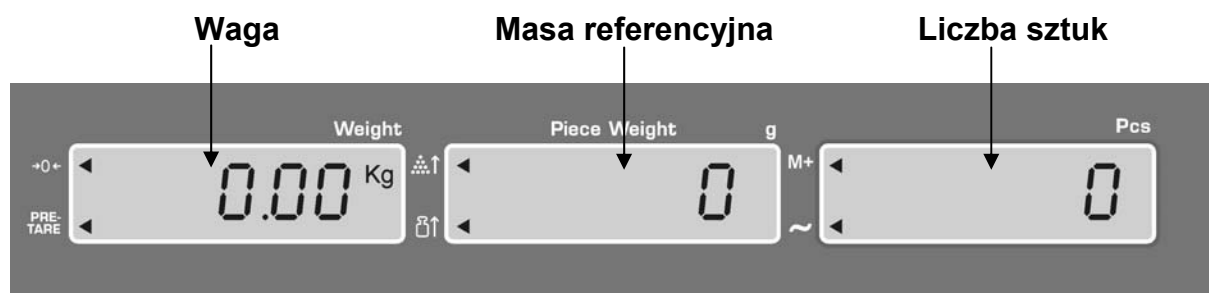 Waga Masa referencyjna Liczba sztuk
Weight Piece Weight g Pcs
→0← M+
0.00 Kg 0 0
PRE-
TARE ~